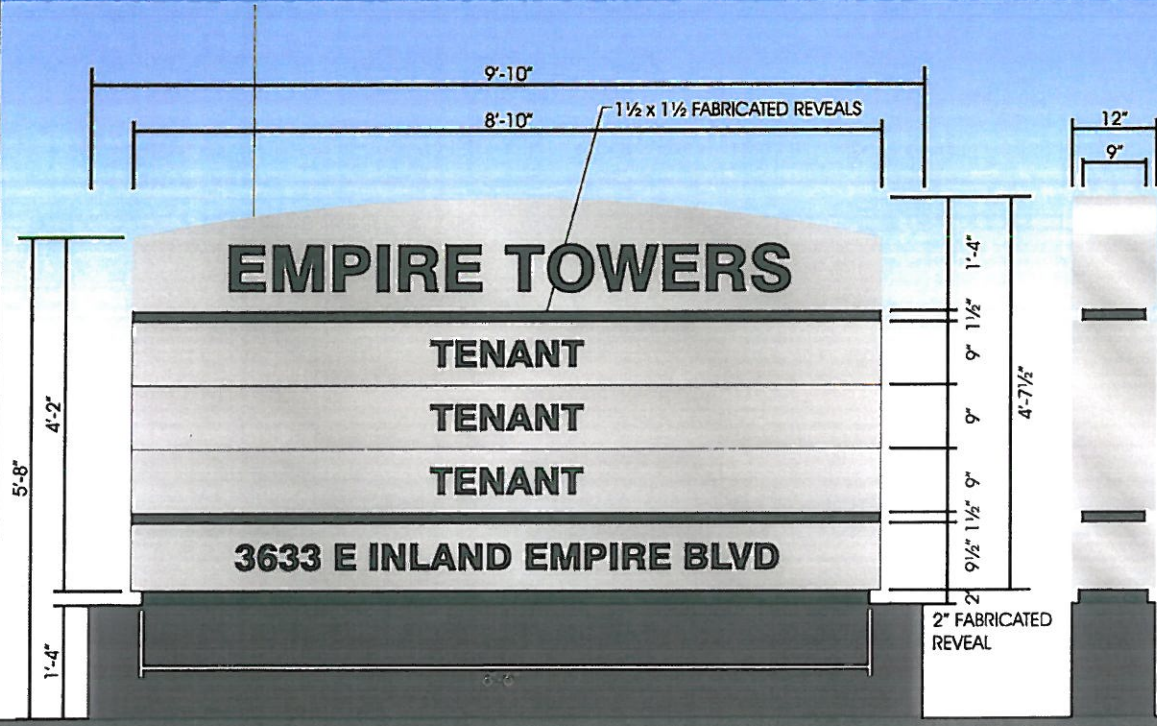 9'-10"
1½ x 1½ FABRICATED REVEALS
8'-10"
12"
9"
EMPIRE TOWERS
1'-4"
1½"
TENANT
9"
4'-2"
TENANT
9"
4'-7½"
5'-8"
TENANT
9"
1½"
3633 E INLAND EMPIRE BLVD
9½"
2"
2" FABRICATED
REVEAL
1'-4"